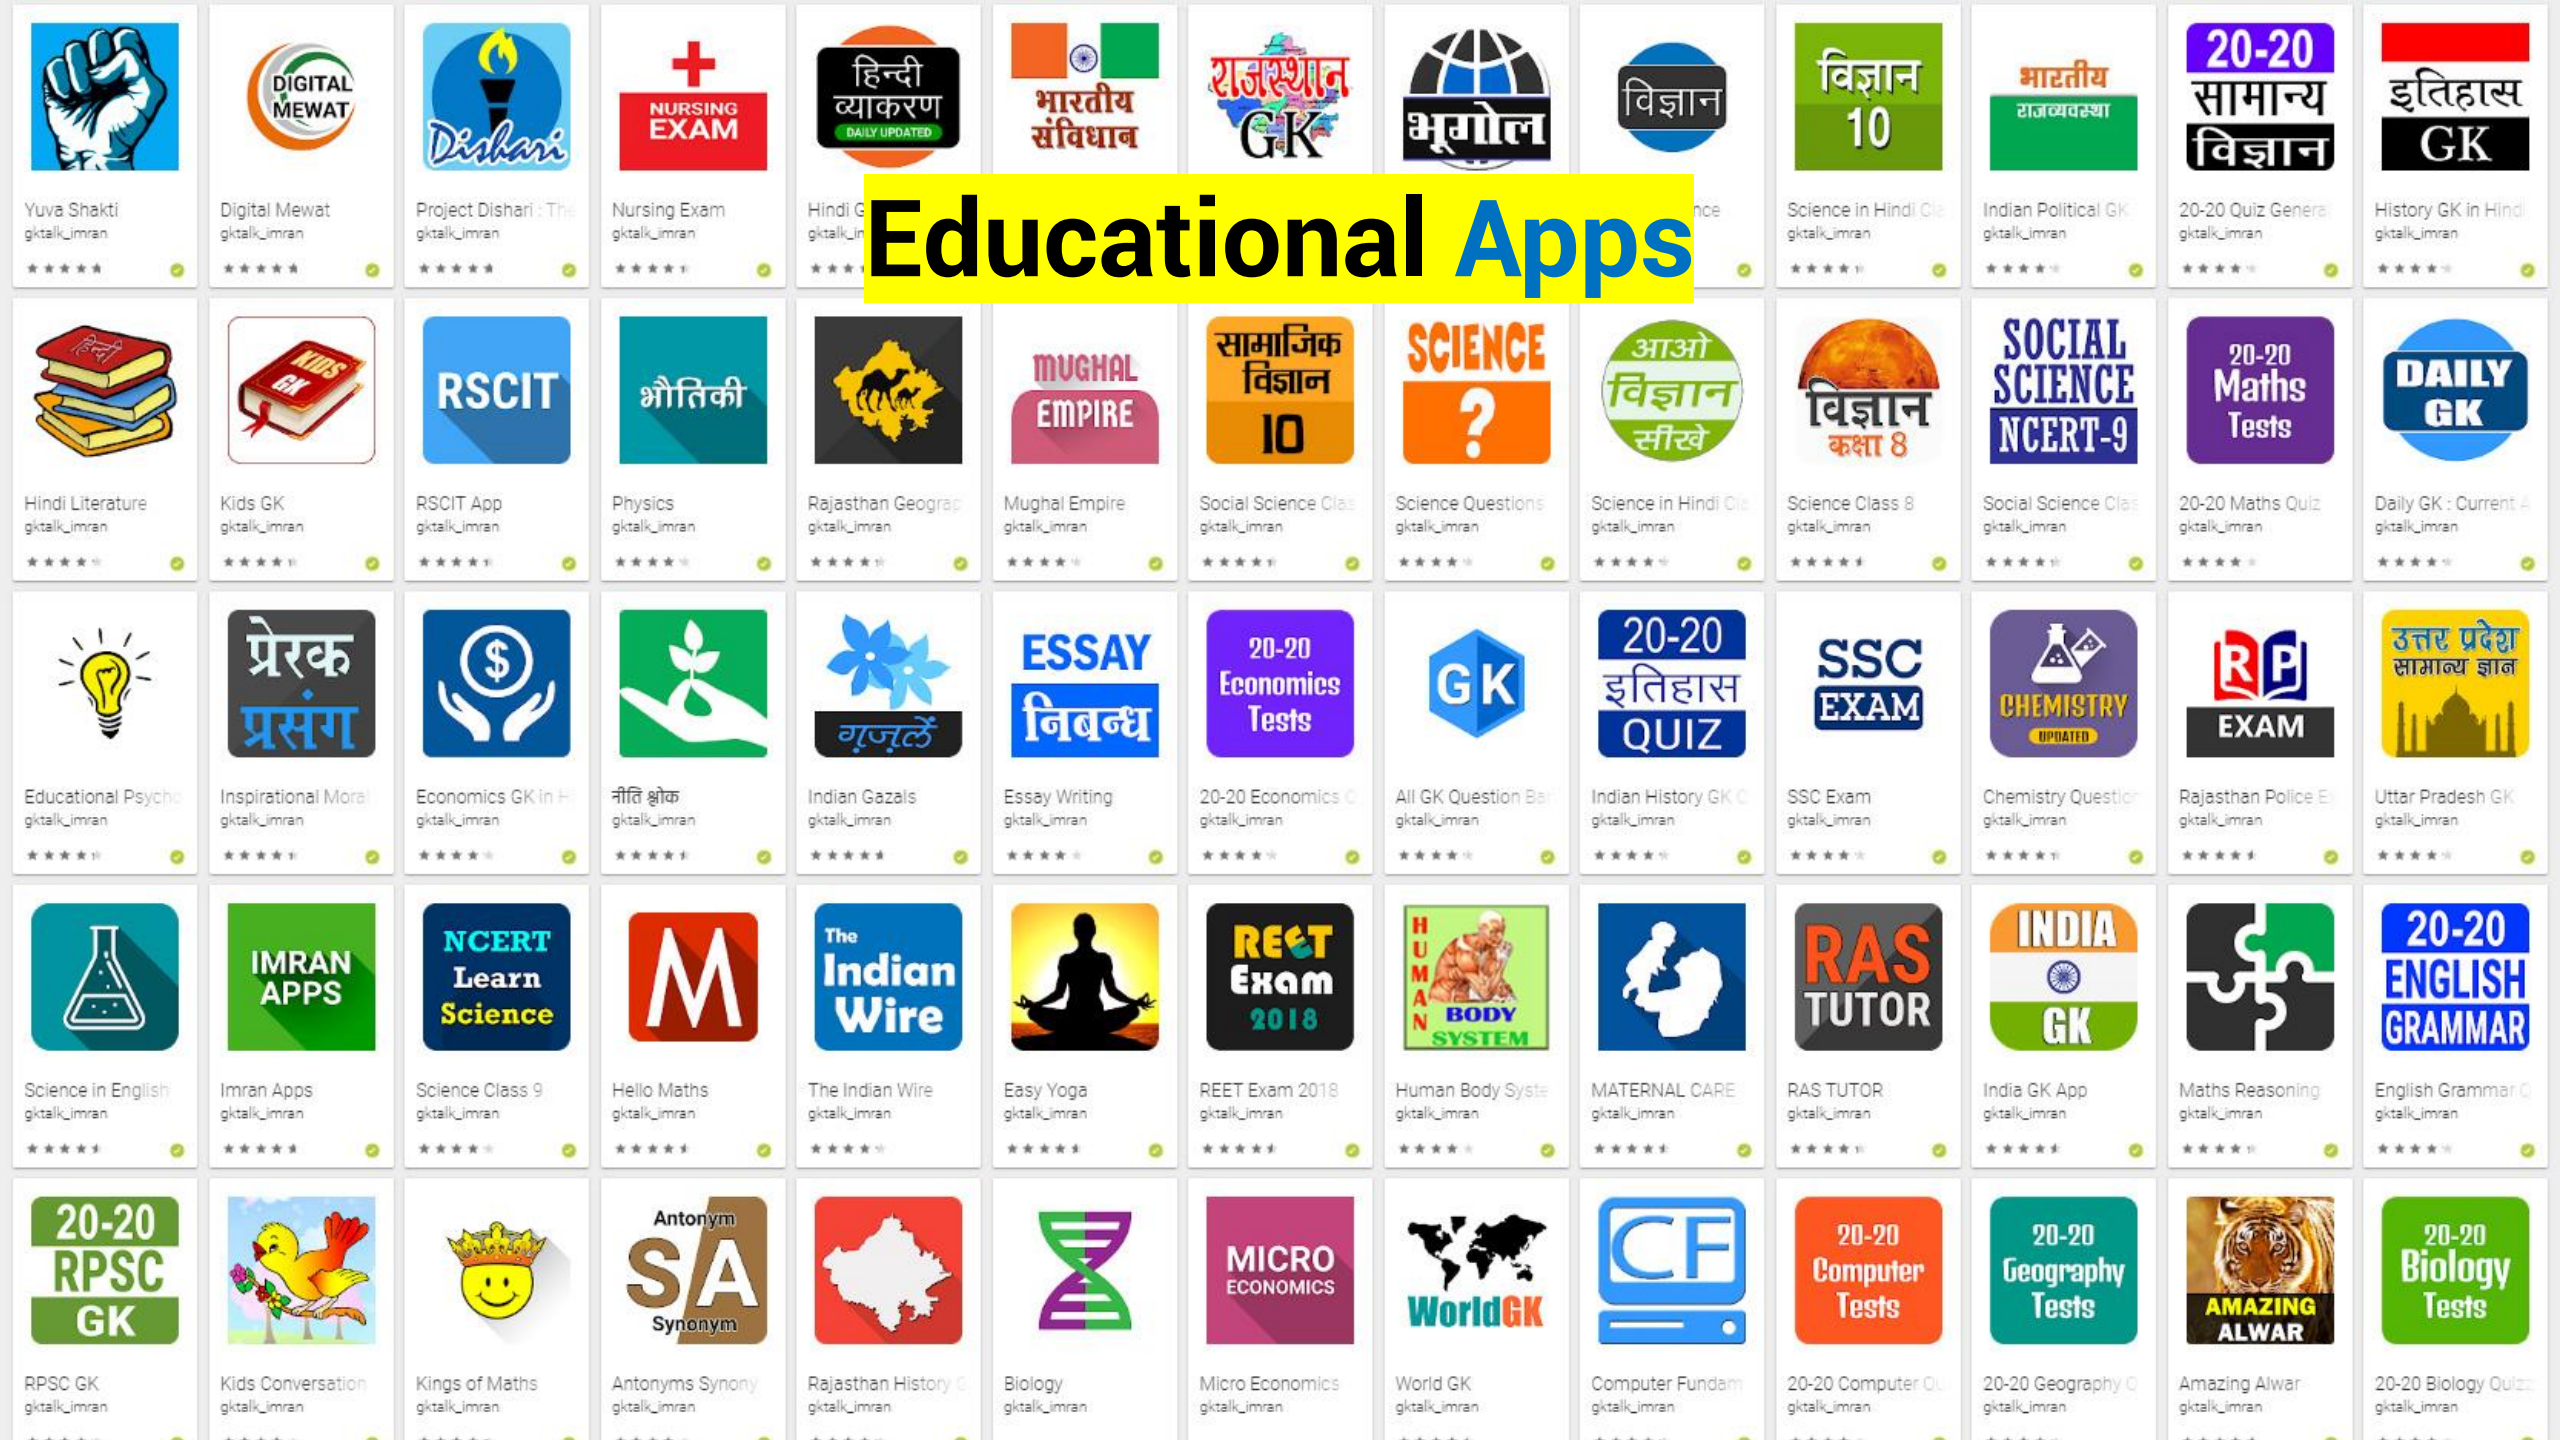 DIGITAL
MEWAT
Dishari
NURSING
EXAM
हिन्दी
व्याकरण
DAILY UPDATED
भारतीय
संविधान
राजस्थान
GK
भूगोल
विज्ञान
विज्ञान
10
भारतीय
राजव्यवस्था
20-20
सामान्य
विज्ञान
इतिहास
GK
Yuva Shakti
gktalk_imran
Digital Mewat
gktalk_imran
Project Dishari : The
gktalk_imran
Nursing Exam
gktalk_imran
Hindi G
gktalk_in
Educational Apps
nce
Science in Hindi Cla
gktalk_imran
Indian Political GK
gktalk_imran
20-20 Quiz Genera
gktalk_imran
History GK in Hindi
gktalk_imran
हिन्दी
KIDS
GK
RSCIT
भौतिकी
MUGHAL
EMPIRE
सामाजिक
विज्ञान
10
SCIENCE
?
आओ
विज्ञान
सीखे
विज्ञान
कक्षा 8
SOCIAL
SCIENCE
NCERT-9
20-20
Maths
Tests
DAILY
GK
Hindi Literature
gktalk_imran
Kids GK
gktalk_imran
RSCIT App
gktalk_imran
Physics
gktalk_imran
Rajasthan Geograp
gktalk_imran
Mughal Empire
gktalk_imran
Social Science Clas
gktalk_imran
Science Questions
gktalk_imran
Science in Hindi Cla
gktalk_imran
Science Class 8
gktalk_imran
Social Science Clas
gktalk_imran
20-20 Maths Quiz
gktalk_imran
Daily GK : Current A
gktalk_imran
प्रेरक
प्रसंग
$
ग़ज़लें
ESSAY
निबन्ध
20-20
Economics
Tests
GK
20-20
इतिहास
QUIZ
SSC
EXAM
CHEMISTRY
UPDATED
RP
EXAM
उत्तर प्रदेश
सामान्य ज्ञान
Educational Psycho
gktalk_imran
Inspirational Moral
gktalk_imran
Economics GK in H
gktalk_imran
नीति श्लोक
gktalk_imran
Indian Gazals
gktalk_imran
Essay Writing
gktalk_imran
20-20 Economics Q
gktalk_imran
All GK Question Ban
gktalk_imran
Indian History GK Q
gktalk_imran
SSC Exam
gktalk_imran
Chemistry Question
gktalk_imran
Rajasthan Police E
gktalk_imran
Uttar Pradesh GK
gktalk_imran
IMRAN
APPS
NCERT
Learn
Science
M
The
Indian
Wire
REET
Exam
2018
HUMAN
BODY
SYSTEM
RAS
TUTOR
INDIA
GK
20-20
ENGLISH
GRAMMAR
Science in English
gktalk_imran
Imran Apps
gktalk_imran
Science Class 9
gktalk_imran
Hello Maths
gktalk_imran
The Indian Wire
gktalk_imran
Easy Yoga
gktalk_imran
REET Exam 2018
gktalk_imran
Human Body Syste
gktalk_imran
MATERNAL CARE
gktalk_imran
RAS TUTOR
gktalk_imran
India GK App
gktalk_imran
Maths Reasoning
gktalk_imran
English Grammar Q
gktalk_imran
20-20
RPSC
GK
Antonym
SA
Synonym
MICRO
ECONOMICS
WorldGK
CF
20-20
Computer
Tests
20-20
Geography
Tests
AMAZING
ALWAR
20-20
Biology
Tests
RPSC GK
gktalk_imran
Kids Conversation
gktalk_imran
Kings of Maths
gktalk_imran
Antonyms Synony
gktalk_imran
Rajasthan History G
gktalk_imran
Biology
gktalk_imran
Micro Economics
gktalk_imran
World GK
gktalk_imran
Computer Fundam
gktalk_imran
20-20 Computer Qu
gktalk_imran
20-20 Geography Q
gktalk_imran
Amazing Alwar
gktalk_imran
20-20 Biology Quizz
gktalk_imran